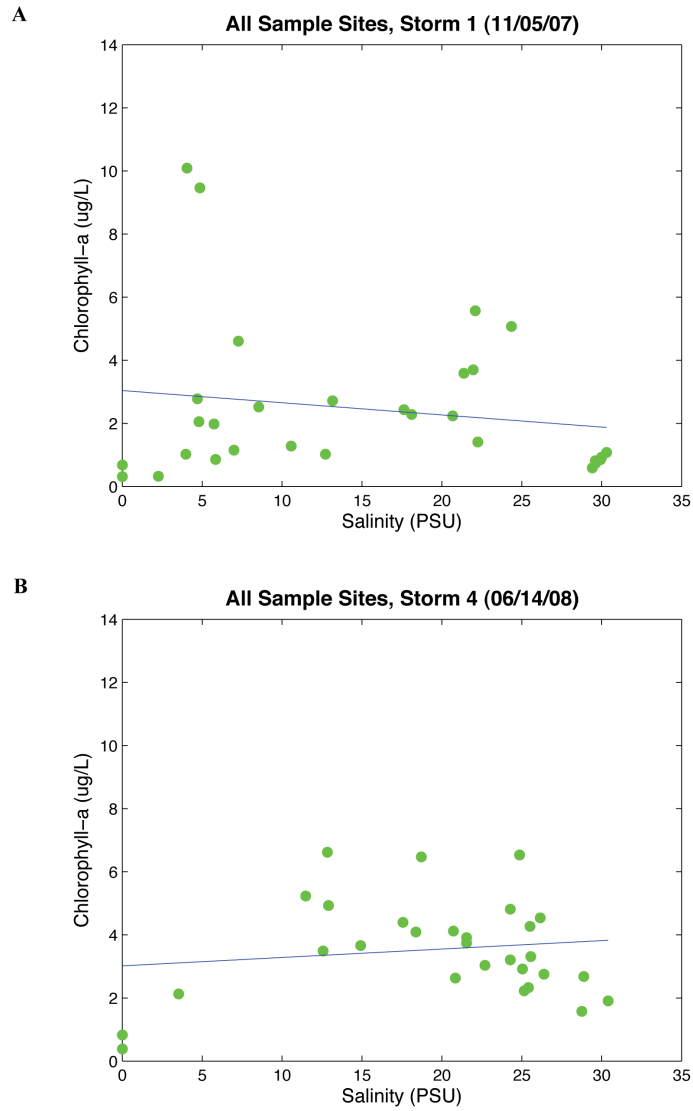 A
All Sample Sites, Storm 1 (11/05/07)
14
12
10
8
6
4
2
0
Chlorophyll−a (ug/L)
0 5 10 15 20 25 30 35
Salinity (PSU)
B
All Sample Sites, Storm 4 (06/14/08)
14
12
10
8
6
4
2
0
Chlorophyll−a (ug/L)
0 5 10 15 20 25 30 35
Salinity (PSU)